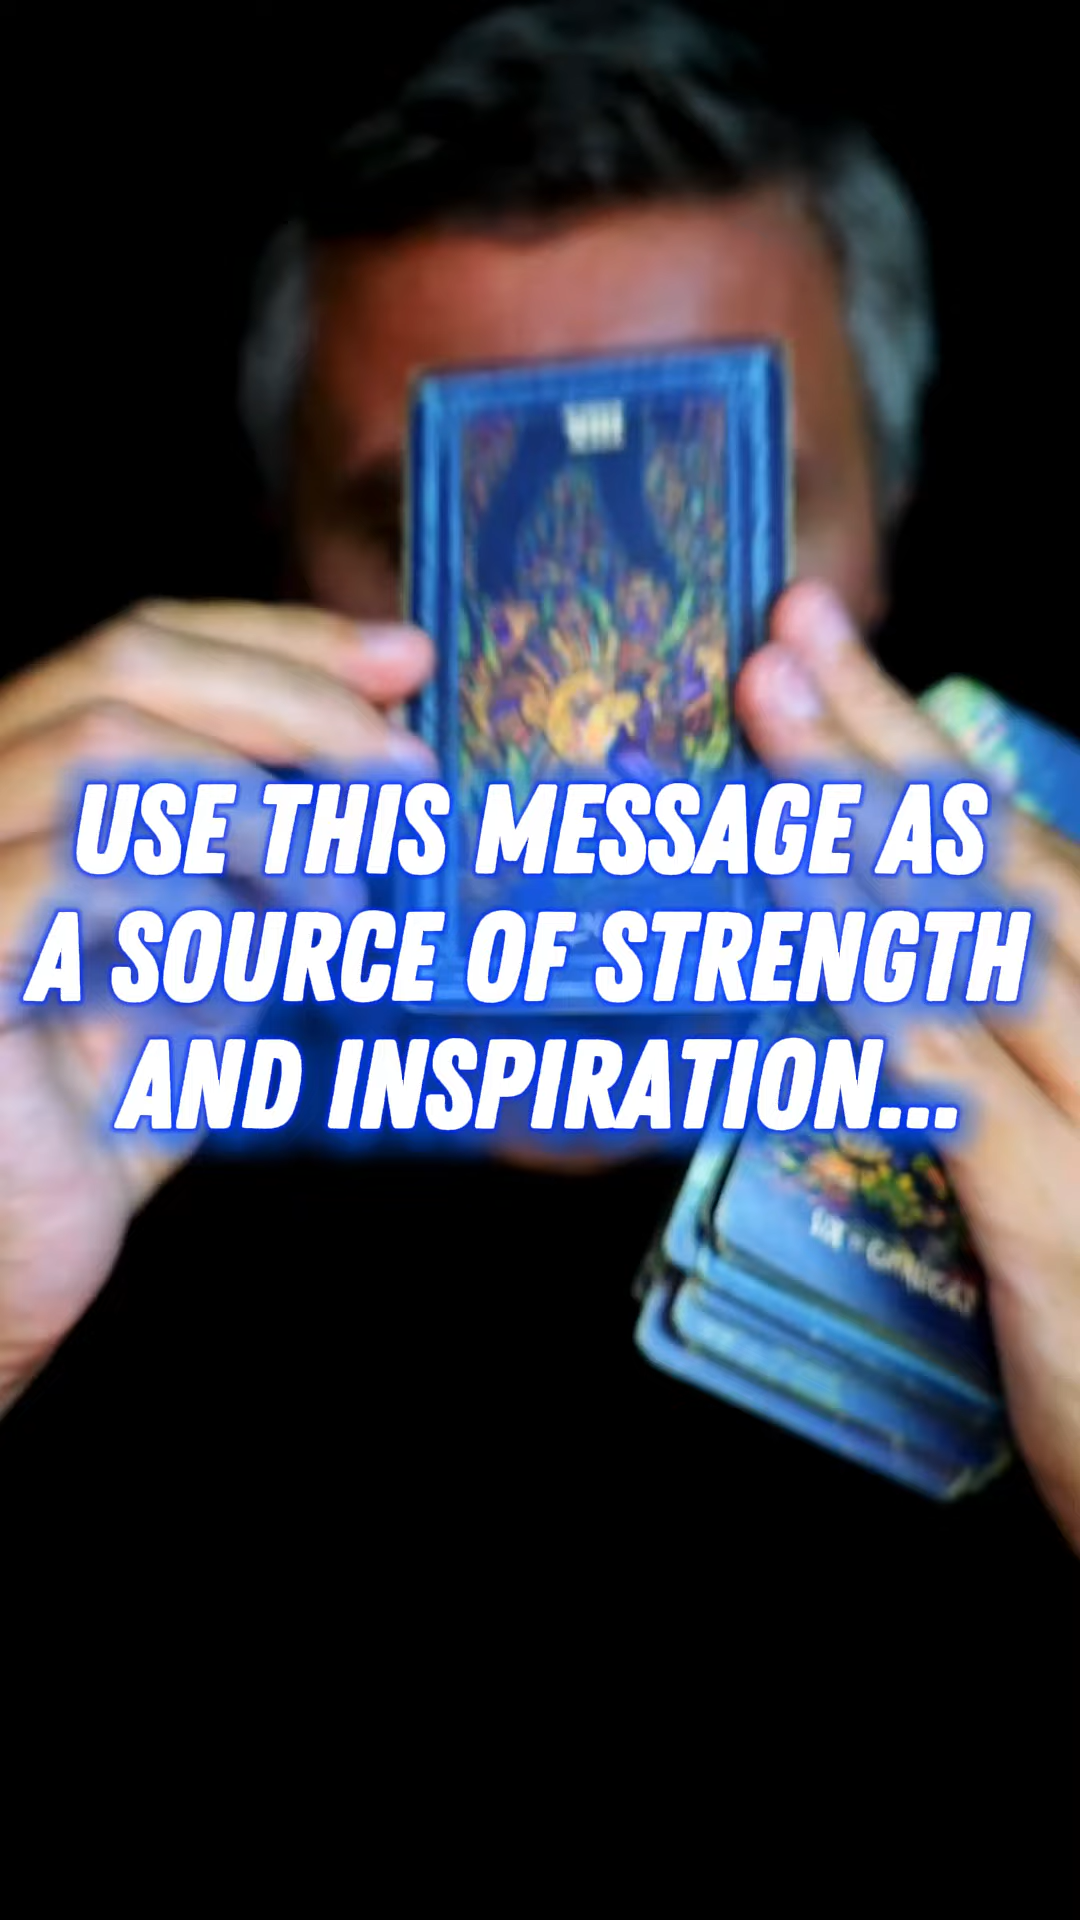 VIII
USE THIS MESSAGE AS
A SOURCE OF STRENGTH
AND INSPIRATION...